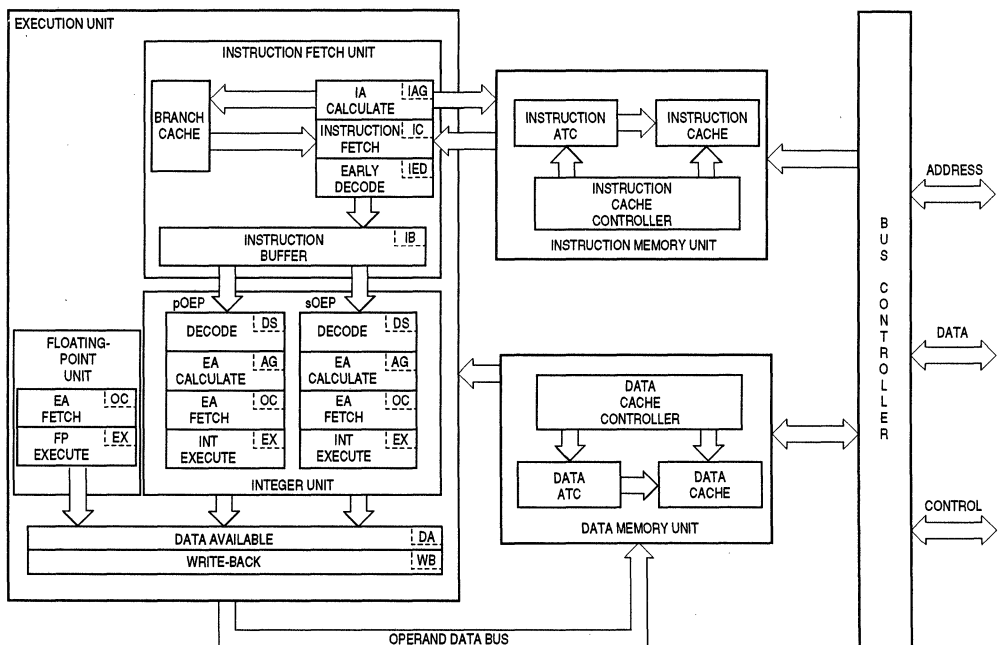 EXECUTION UNIT
INSTRUCTION FETCH UNIT
BRANCH
CACHE
IA
CALCULATE
IAG
INSTRUCTION
FETCH
IC
EARLY
DECODE
IED
INSTRUCTION
BUFFER
IB
pOEP
DECODE
DS
EA
CALCULATE
AG
EA
FETCH
OC
INT
EXECUTE
EX
sOEP
DECODE
DS
EA
CALCULATE
AG
EA
FETCH
OC
INT
EXECUTE
EX
INTEGER UNIT
FLOATING-
POINT
UNIT
EA
FETCH
OC
FP
EXECUTE
EX
DATA AVAILABLE
DA
WRITE-BACK
WB
INSTRUCTION
ATC
INSTRUCTION
CACHE
INSTRUCTION
CACHE
CONTROLLER
INSTRUCTION MEMORY UNIT
DATA
CACHE
CONTROLLER
DATA
ATC
DATA
CACHE
DATA MEMORY UNIT
OPERAND DATA BUS
BUS CONTROLLER
ADDRESS
DATA
CONTROL